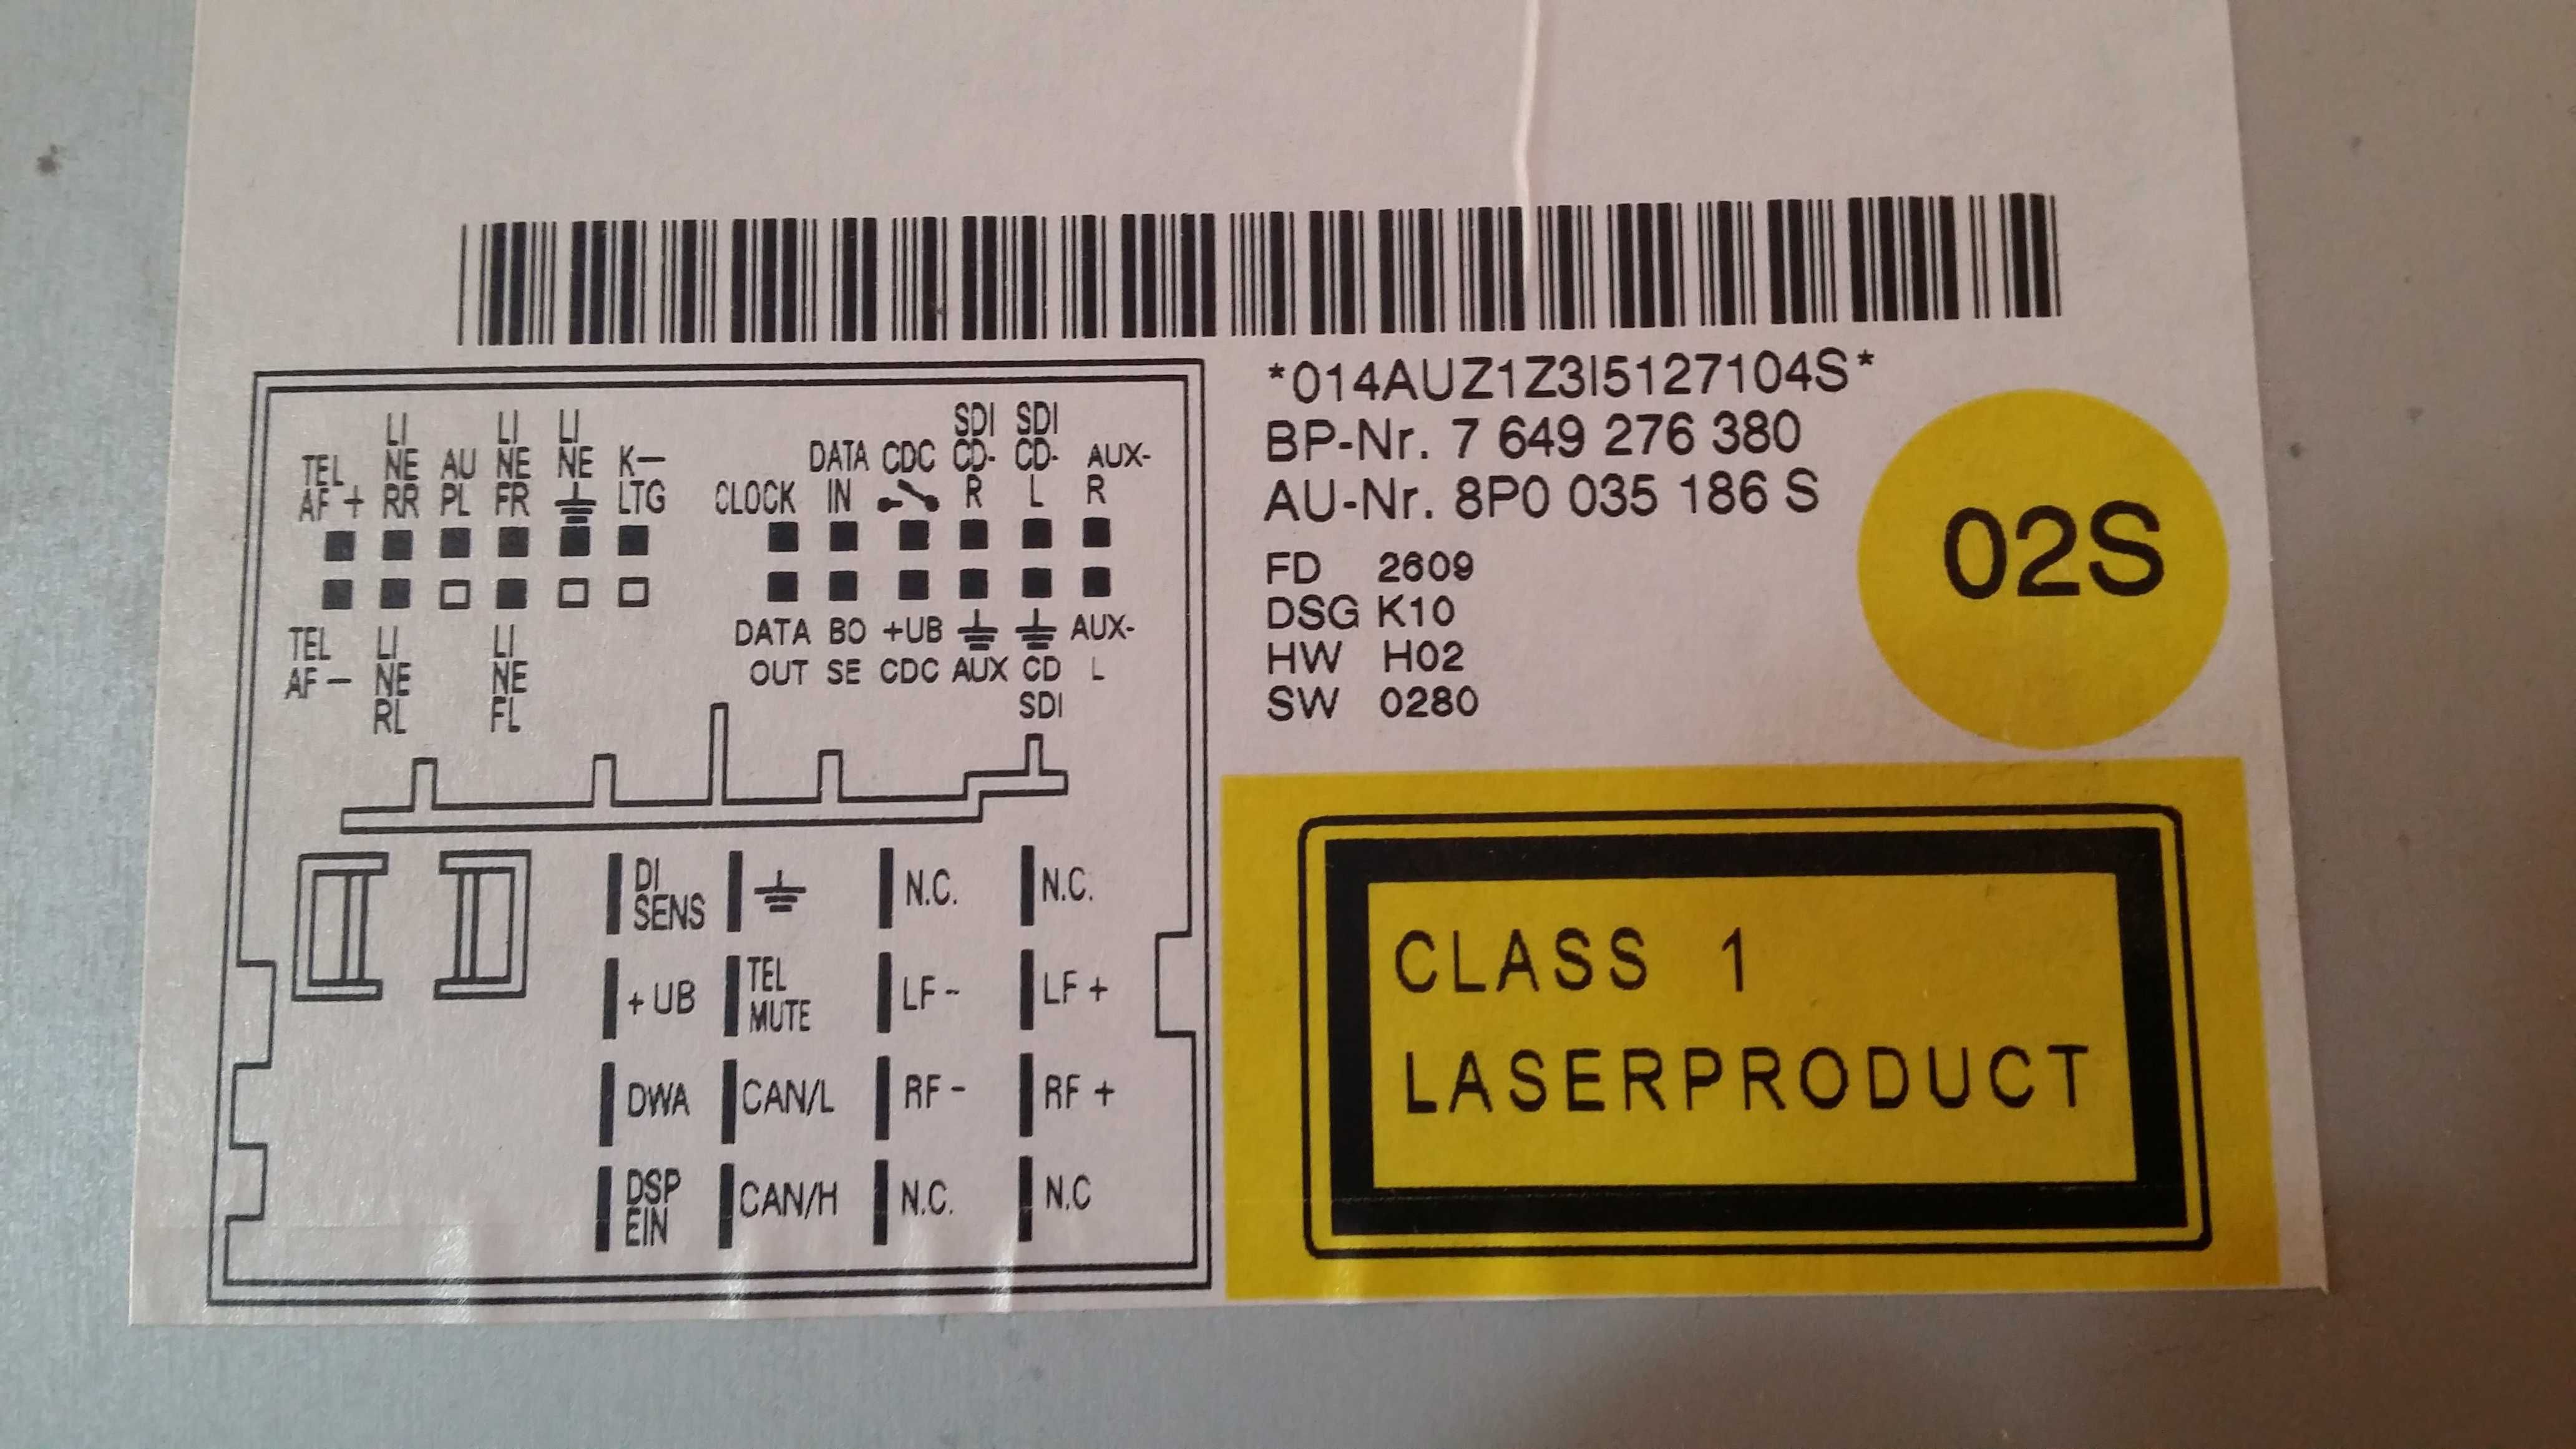 *014AUZ1Z3I5127104S*
BP-Nr. 7 649 276 380
AU-Nr. 8P0 035 186 S
FD 2609
DSG K10
HW H02
SW 0280
02S
TEL AF +
LI NE RR
AU PL
LI NE FR
LI NE
K— LTG
CLOCK
DATA IN
CDC
SDI CD- R
SDI CD- L
AUX- R
TEL AF —
LI NE RL
LI NE FL
DATA OUT
BO SE
+UB CDC
AUX
CD SDI
AUX- L
DI SENS
N.C.
N.C.
+ UB
TEL MUTE
LF -
LF +
DWA
CAN/L
RF -
RF +
DSP EIN
CAN/H
N.C.
N.C
CLASS 1
LASERPRODUCT